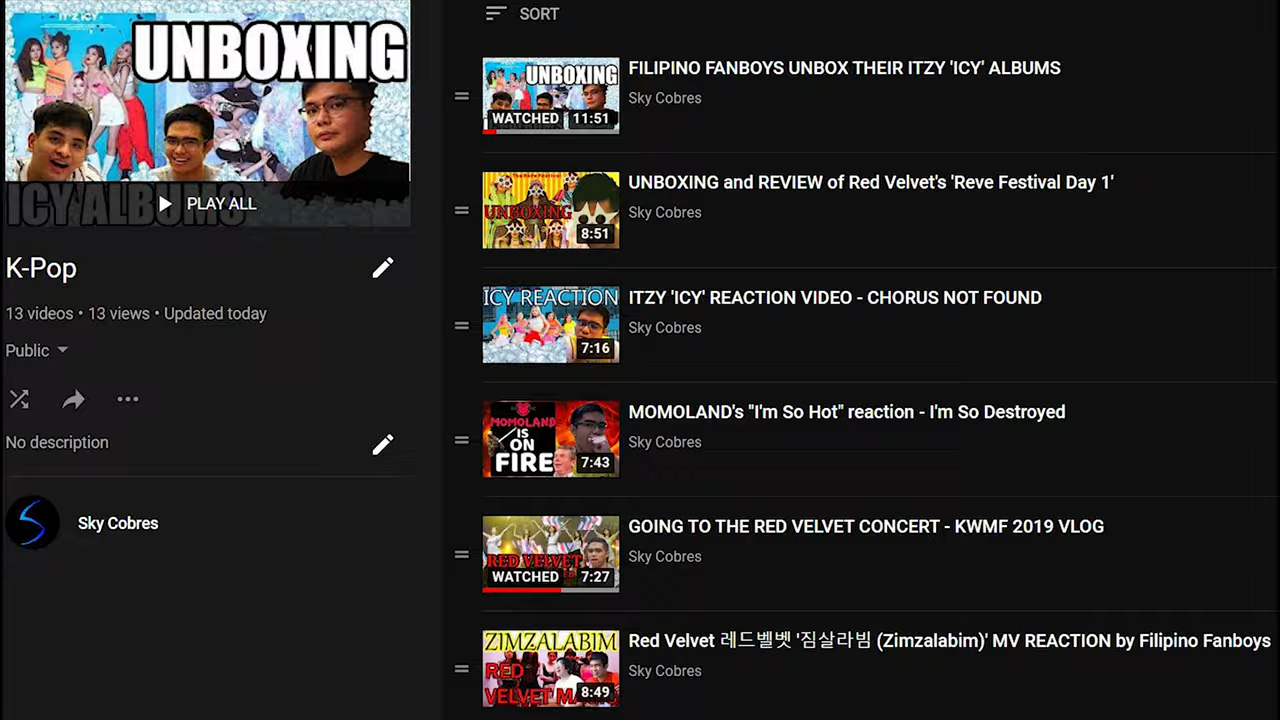 UNBOXING
ICY ALBUMS
PLAY ALL
K-Pop
13 videos • 13 views • Updated today
Public
No description
Sky Cobres
SORT
UNBOXING
WATCHED
11:51
FILIPINO FANBOYS UNBOX THEIR ITZY 'ICY' ALBUMS
Sky Cobres
UNBOXING
8:51
UNBOXING and REVIEW of Red Velvet's 'Reve Festival Day 1'
Sky Cobres
ICY REACTION
7:16
ITZY 'ICY' REACTION VIDEO - CHORUS NOT FOUND
Sky Cobres
MOMOLAND
IS
ON
FIRE
7:43
MOMOLAND's "I'm So Hot" reaction - I'm So Destroyed
Sky Cobres
RED VELVET
WATCHED
7:27
GOING TO THE RED VELVET CONCERT - KWMF 2019 VLOG
Sky Cobres
ZIMZALABIM
RED
VELVET
8:49
Red Velvet 레드벨벳 '짐살라빔 (Zimzalabim)' MV REACTION by Filipino Fanboys
Sky Cobres